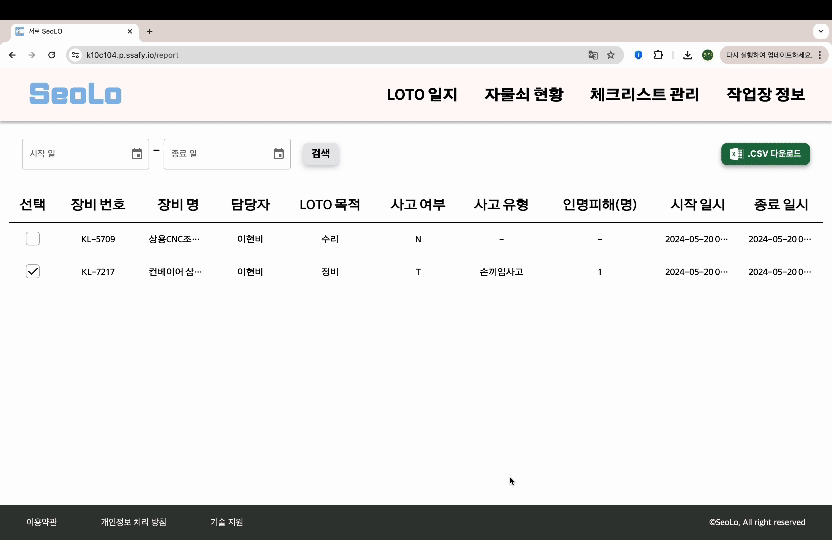 서로 SeoLO
k10c104.p.ssafy.io/report
다시 실행하여 업데이트하세요.
SeoLo
LOTO 일지 자물쇠 현황 체크리스트 관리 작업장 정보
시작 일 – 종료 일 검색 .CSV 다운로드
선택 장비 번호 장비 명 담당자 LOTO 목적 사고 여부 사고 유형 인명피해(명) 시작 일시 종료 일시
KL-5709 상용CNC조… 이현비 수리 N - - 2024-05-20 0… 2024-05-20 0…
KL-7217 컨베이어 삼… 이현비 정비 T 손끼임사고 1 2024-05-20 0… 2024-05-20 0…
이용약관 개인정보 처리 방침 기술 지원 ©SeoLo, All right reserved